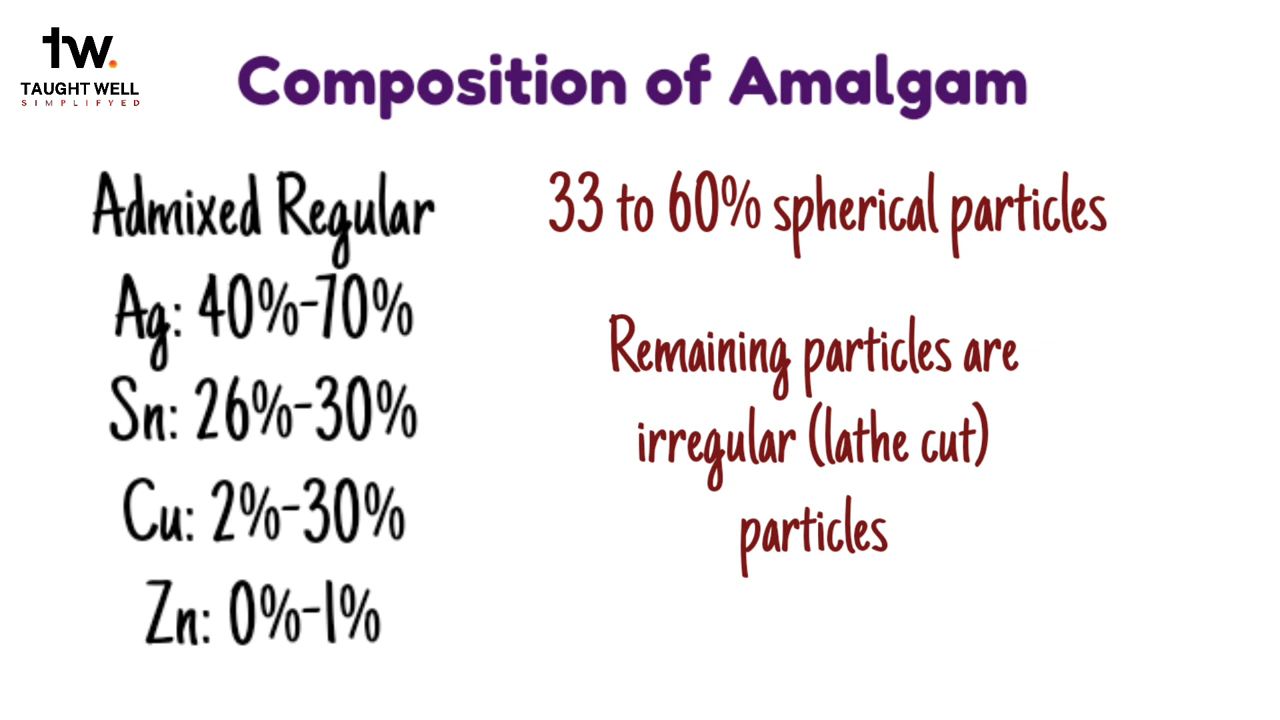 tw.
TAUGHT WELL
SIMPLIFYED
Composition of Amalgam
Admixed Regular
Ag: 40%-70%
Sn: 26%-30%
Cu: 2%-30%
Zn: 0%-1%
33 to 60% spherical particles
Remaining particles are
irregular (lathe cut)
particles